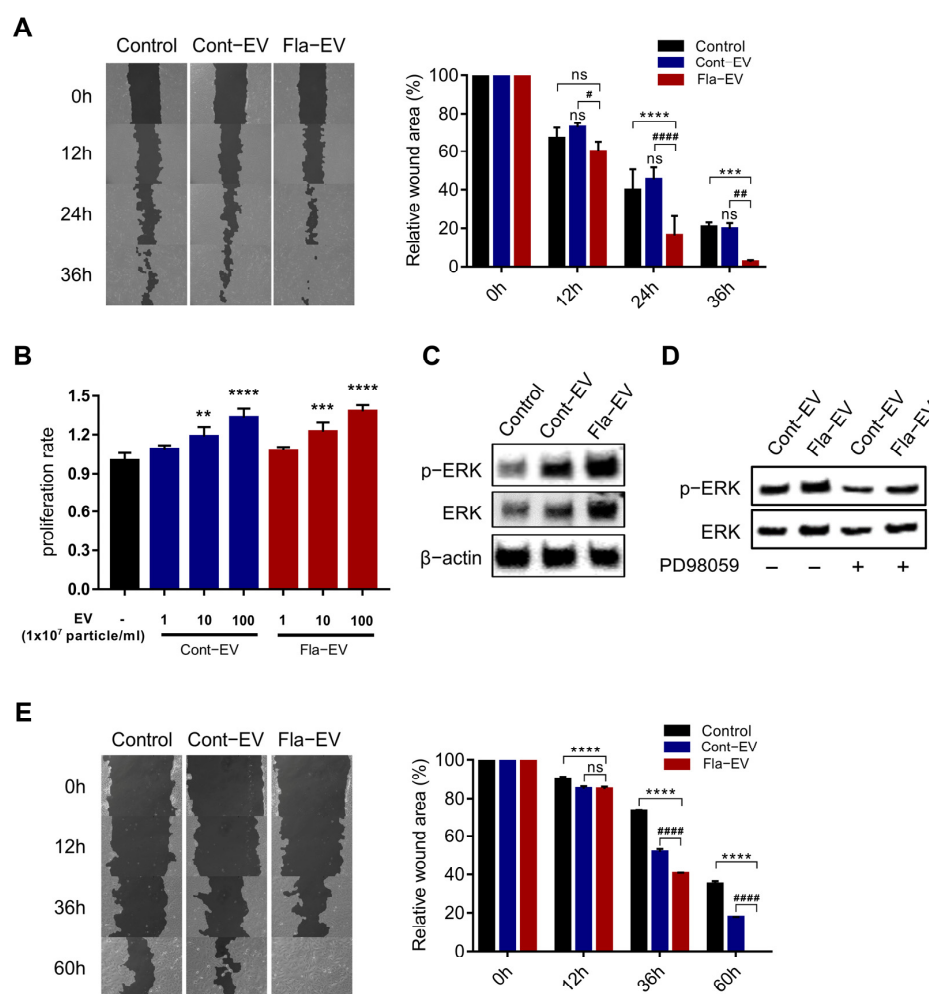 A
Control Cont−EV Fla−EV
0h
12h
24h
36h
Control
Cont-EV
Fla−EV
Relative wound area (%)
100
80
60
40
20
0
ns
#
ns
****
####
ns
***
##
ns
0h 12h 24h 36h
B
proliferation rate
1.5
1.2
0.9
0.6
0.3
0.0
** **** *** ****
EV - 1 10 100 1 10 100
(1x10⁷ particle/ml)
Cont−EV Fla−EV
C
Control Cont−EV Fla−EV
p−ERK
ERK
β−actin
D
Cont−EV Fla−EV Cont−EV Fla−EV
p−ERK
ERK
PD98059 − − + +
E
Control Cont−EV Fla−EV
0h
12h
36h
60h
Control
Cont−EV
Fla−EV
Relative wound area (%)
100
80
60
40
20
0
****
ns
****
####
****
####
0h 12h 36h 60h